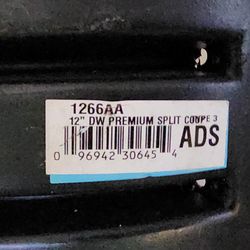 1266AA
12" DW PREMIUM SPLIT COUPE 3
ADS
0 96942 30645 4